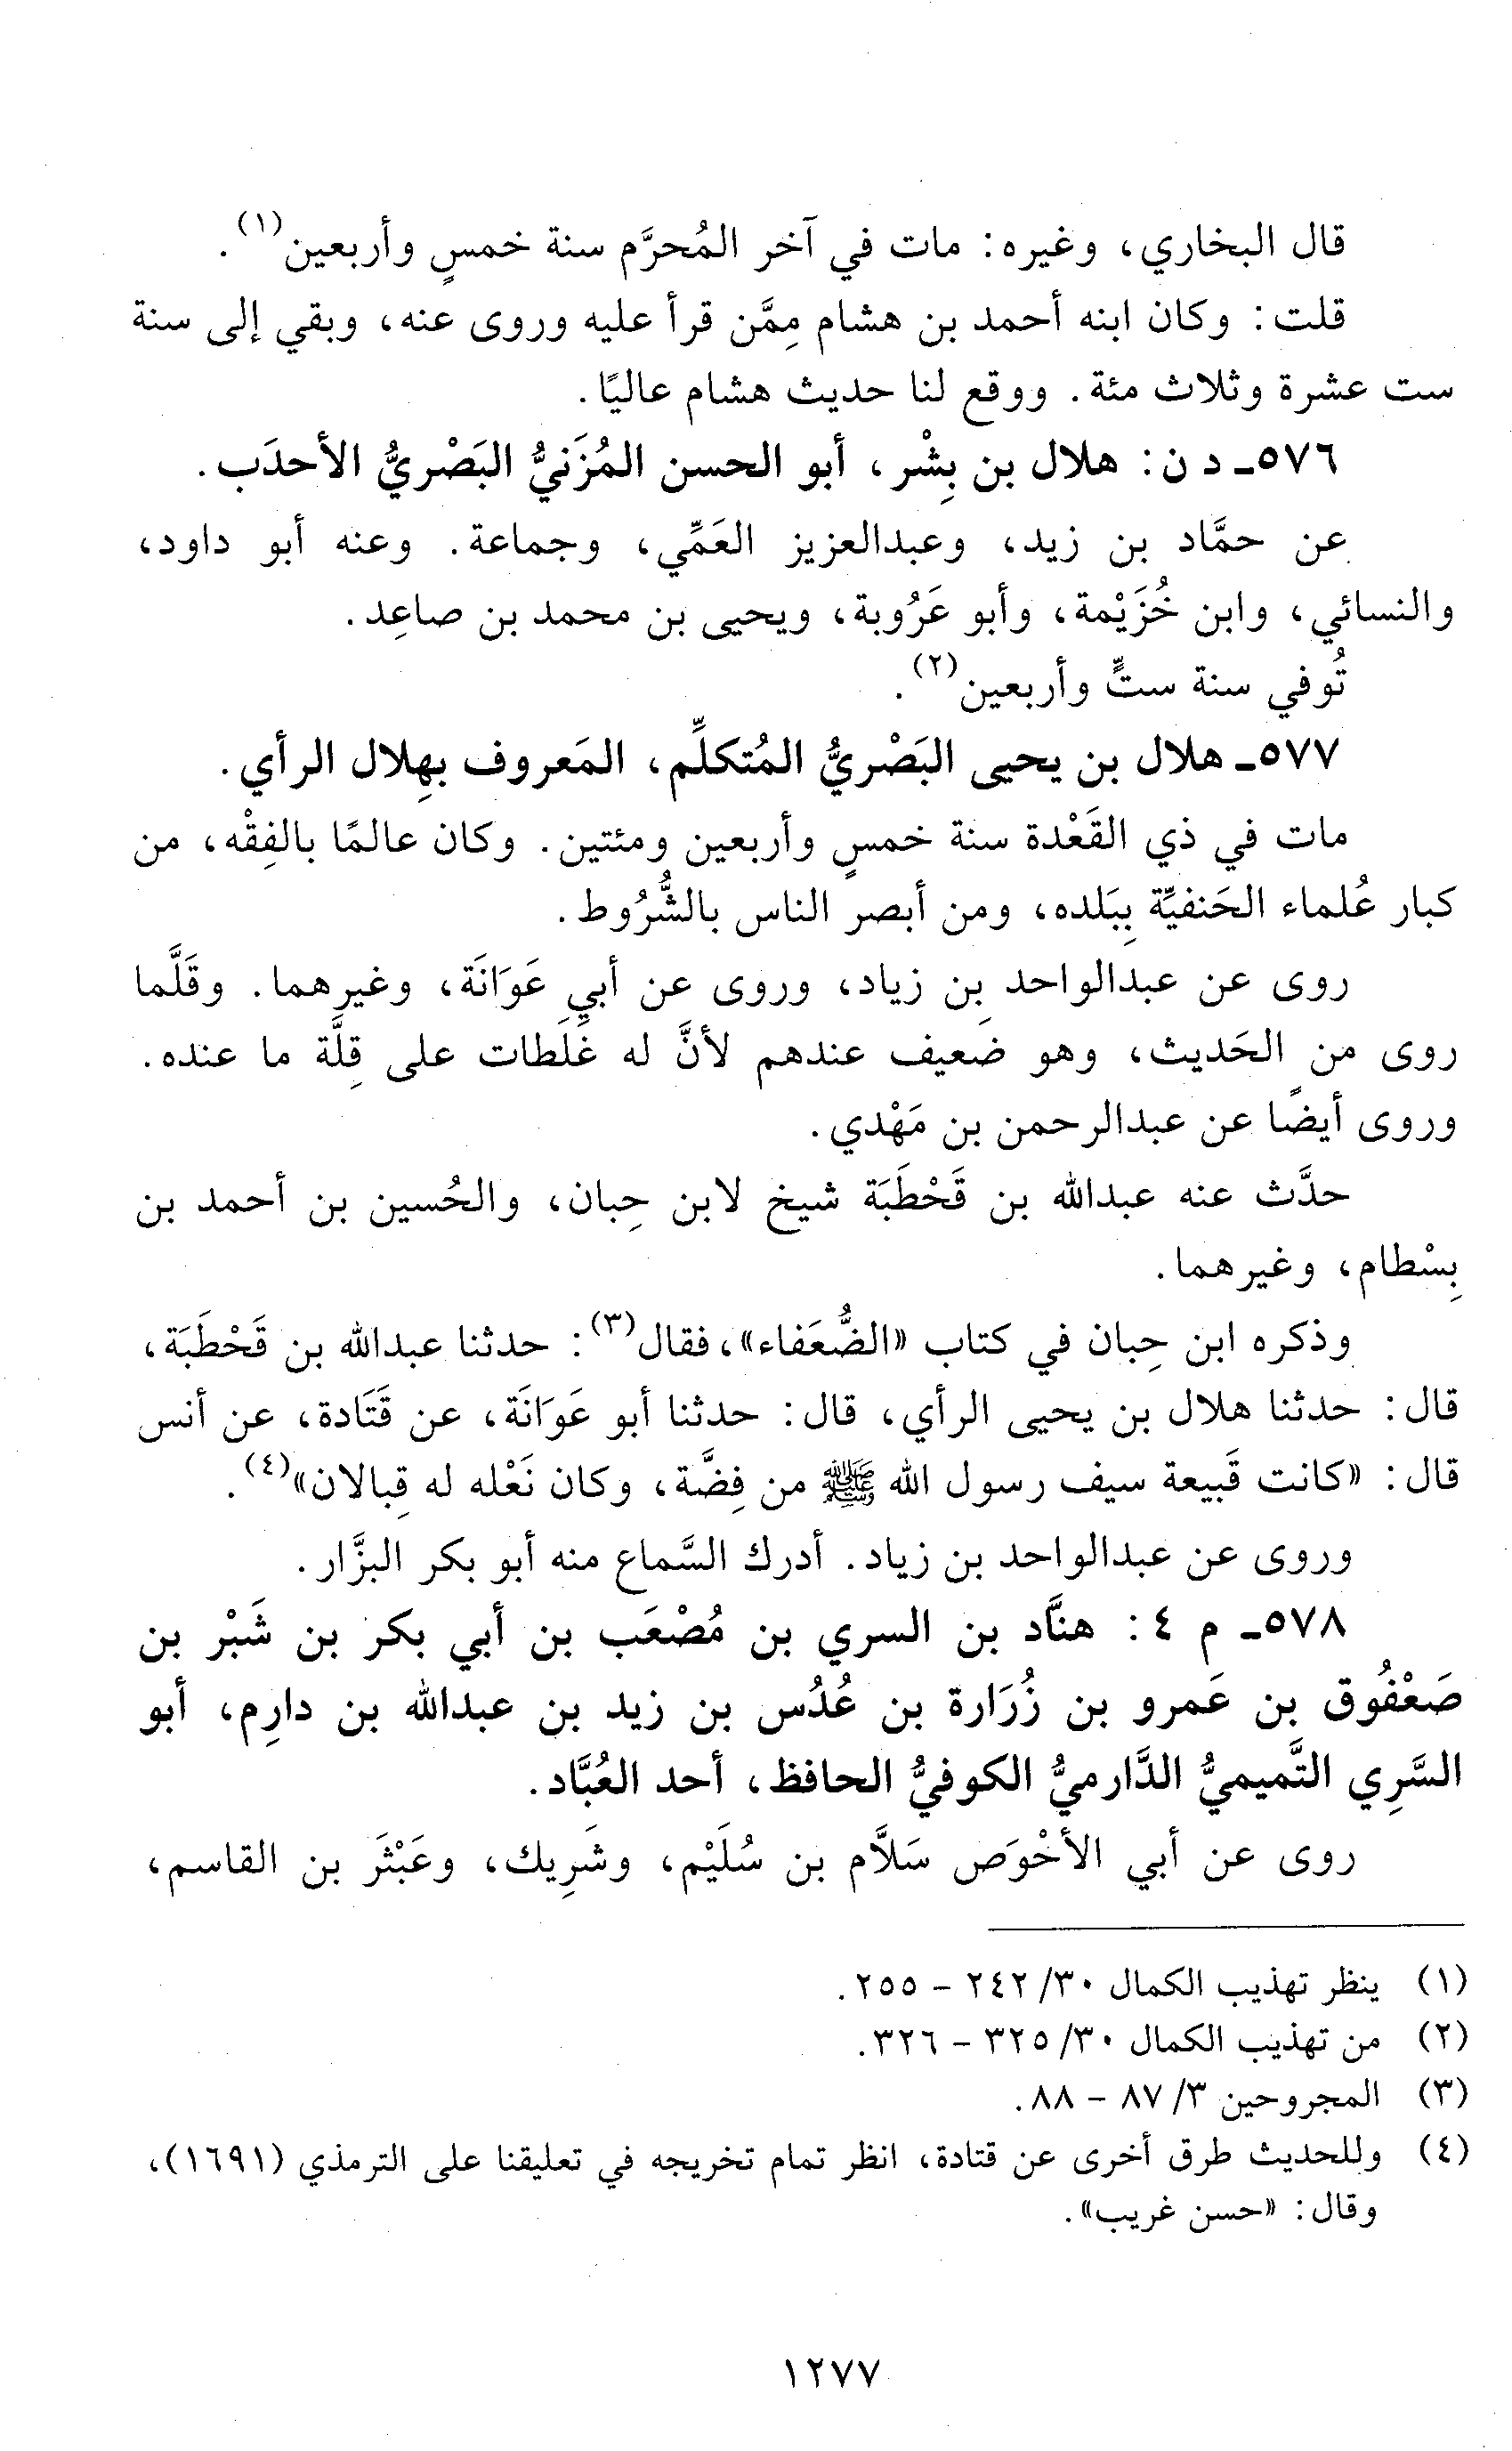 قال البخاري، وغيره: مات في آخر المُحرَّم سنة خمسٍ وأربعين(١).
قلت: وكان ابنه أحمد بن هشام مِمَّن قرأ عليه وروى عنه، وبقي إلى سنة
ست عشرة وثلاث مئة. ووقع لنا حديث هشام عاليًا.
٥٧٦ـ د ن: هلال بن بِشْر، أبو الحسن المُزَنيُّ البَصْريُّ الأحدَب.
عن حمَّاد بن زيد، وعبدالعزيز العَمِّي، وجماعة. وعنه أبو داود،
والنسائي، وابن خُزَيْمة، وأبو عَرُوبة، ويحيى بن محمد بن صاعِد.
تُوفي سنة ستٍّ وأربعين(٢).
٥٧٧ـ هلال بن يحيى البَصْريُّ المُتكلِّم، المَعروف بهِلال الرأي.
مات في ذي القَعْدة سنة خمسٍ وأربعين ومئتين. وكان عالمًا بالفِقْه، من
كبار عُلماء الحَنفيِّة بِبَلده، ومن أبصر الناس بالشُّرُوط.
روى عن عبدالواحد بنِ زياد، وروى عن أبي عَوَانَة، وغيرِهما. وقَلَّما
روى من الحَديث، وهو ضَعيف عندهم لأنَّ له غَلَطات على قِلَّة ما عنده.
وروى أيضًا عن عبدالرحمن بن مَهْدي.
حدَّث عنه عبدالله بن قَحْطَبَة شيخ لابن حِبان، والحُسين بن أحمد بن
بِسْطام، وغيرهما.
وذكره ابن حِبان في كتاب «الضُّعَفاء»، فقال(٣): حدثنا عبدالله بن قَحْطَبَة،
قال: حدثنا هلال بن يحيى الرأي، قال: حدثنا أبو عَوَانَة، عن قَتَادة، عن أنس
قال: «كانت قَبيعة سيف رسول الله ﷺ من فِضَّة، وكان نَعْله له قِبالان»(٤).
وروى عن عبدالواحد بن زياد. أدرك السَّماع منه أبو بكر البزَّار.
٥٧٨ـ م ٤: هنَّاد بن السري بن مُصْعَب بن أبي بكر بن شَبْر بن
صَعْفُوق بن عَمرو بن زُرَارة بن عُدُس بن زيد بن عبدالله بن دارِم، أبو
السَّرِي التَّميميُّ الدَّارميُّ الكوفيُّ الحافظ، أحد العُبَّاد.
روى عن أبي الأحْوَص سَلاَّم بن سُلَيْم، وشَرِيك، وعَبْثَر بن القاسم،
(١) ينظر تهذيب الكمال ٣٠/ ٢٤٢ - ٢٥٥.
(٢) من تهذيب الكمال ٣٠/ ٣٢٥ - ٣٢٦.
(٣) المجروحين ٣/ ٨٧ - ٨٨.
(٤) وللحديث طرق أخرى عن قتادة، انظر تمام تخريجه في تعليقنا على الترمذي (١٦٩١)،
وقال: «حسن غريب».
١٢٧٧